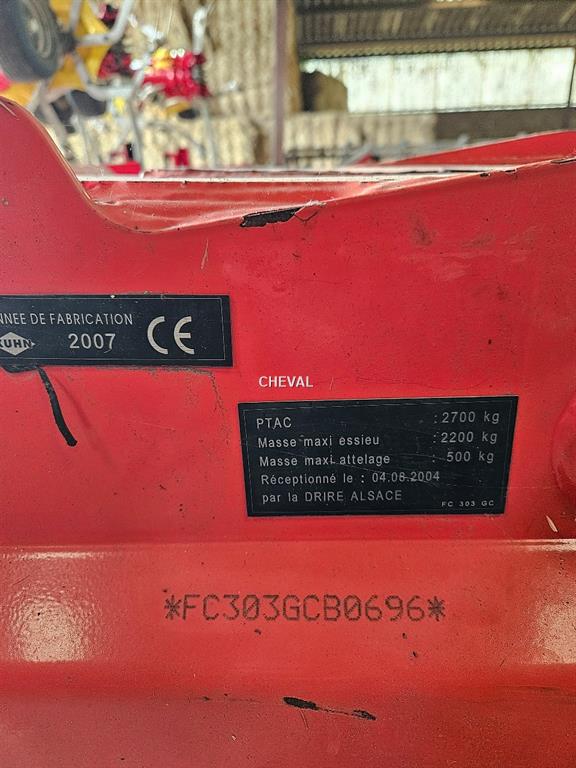 NNEE DE FABRICATION
KUHN 2007 CE
CHEVAL
PTAC : 2700 kg
Masse maxi essieu : 2200 kg
Masse maxi attelage : 500 kg
Réceptionné le : 04.08.2004
par la DRIRE ALSACE FC 303 GC
*FC303GCB0696*